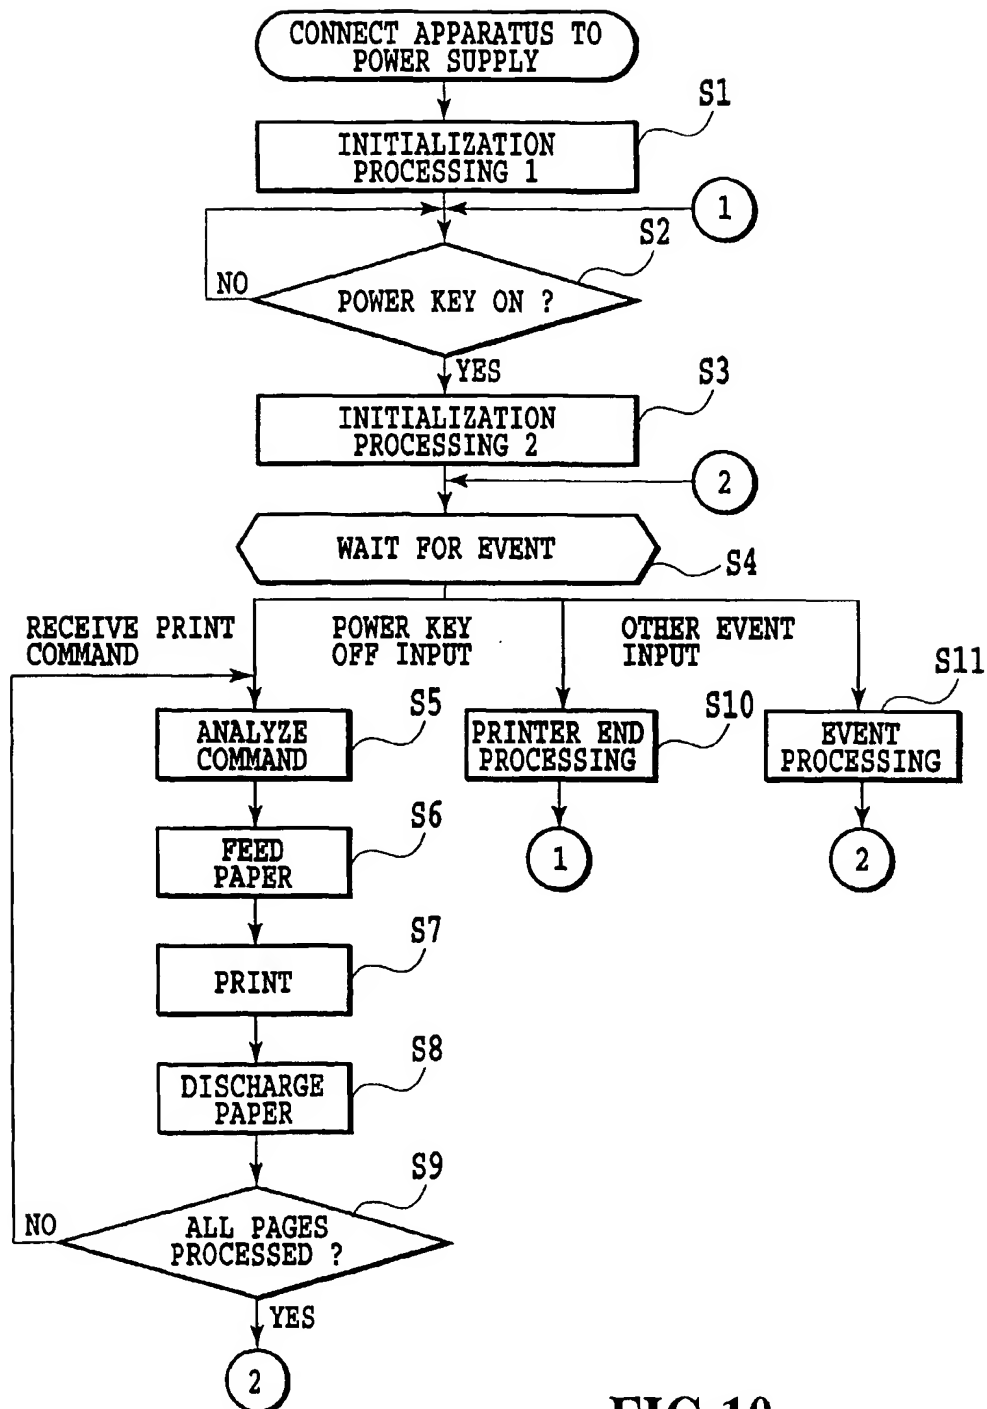 CONNECT APPARATUS TO
POWER SUPPLY
S1
INITIALIZATION
PROCESSING 1
1
S2
NO
POWER KEY ON ?
YES
S3
INITIALIZATION
PROCESSING 2
2
WAIT FOR EVENT
S4
RECEIVE PRINT
COMMAND
POWER KEY
OFF INPUT
OTHER EVENT
INPUT
S5
ANALYZE
COMMAND
S10
PRINTER END
PROCESSING
S11
EVENT
PROCESSING
S6
FEED
PAPER
1
2
S7
PRINT
S8
DISCHARGE
PAPER
S9
NO
ALL PAGES
PROCESSED ?
YES
2
FIG.10